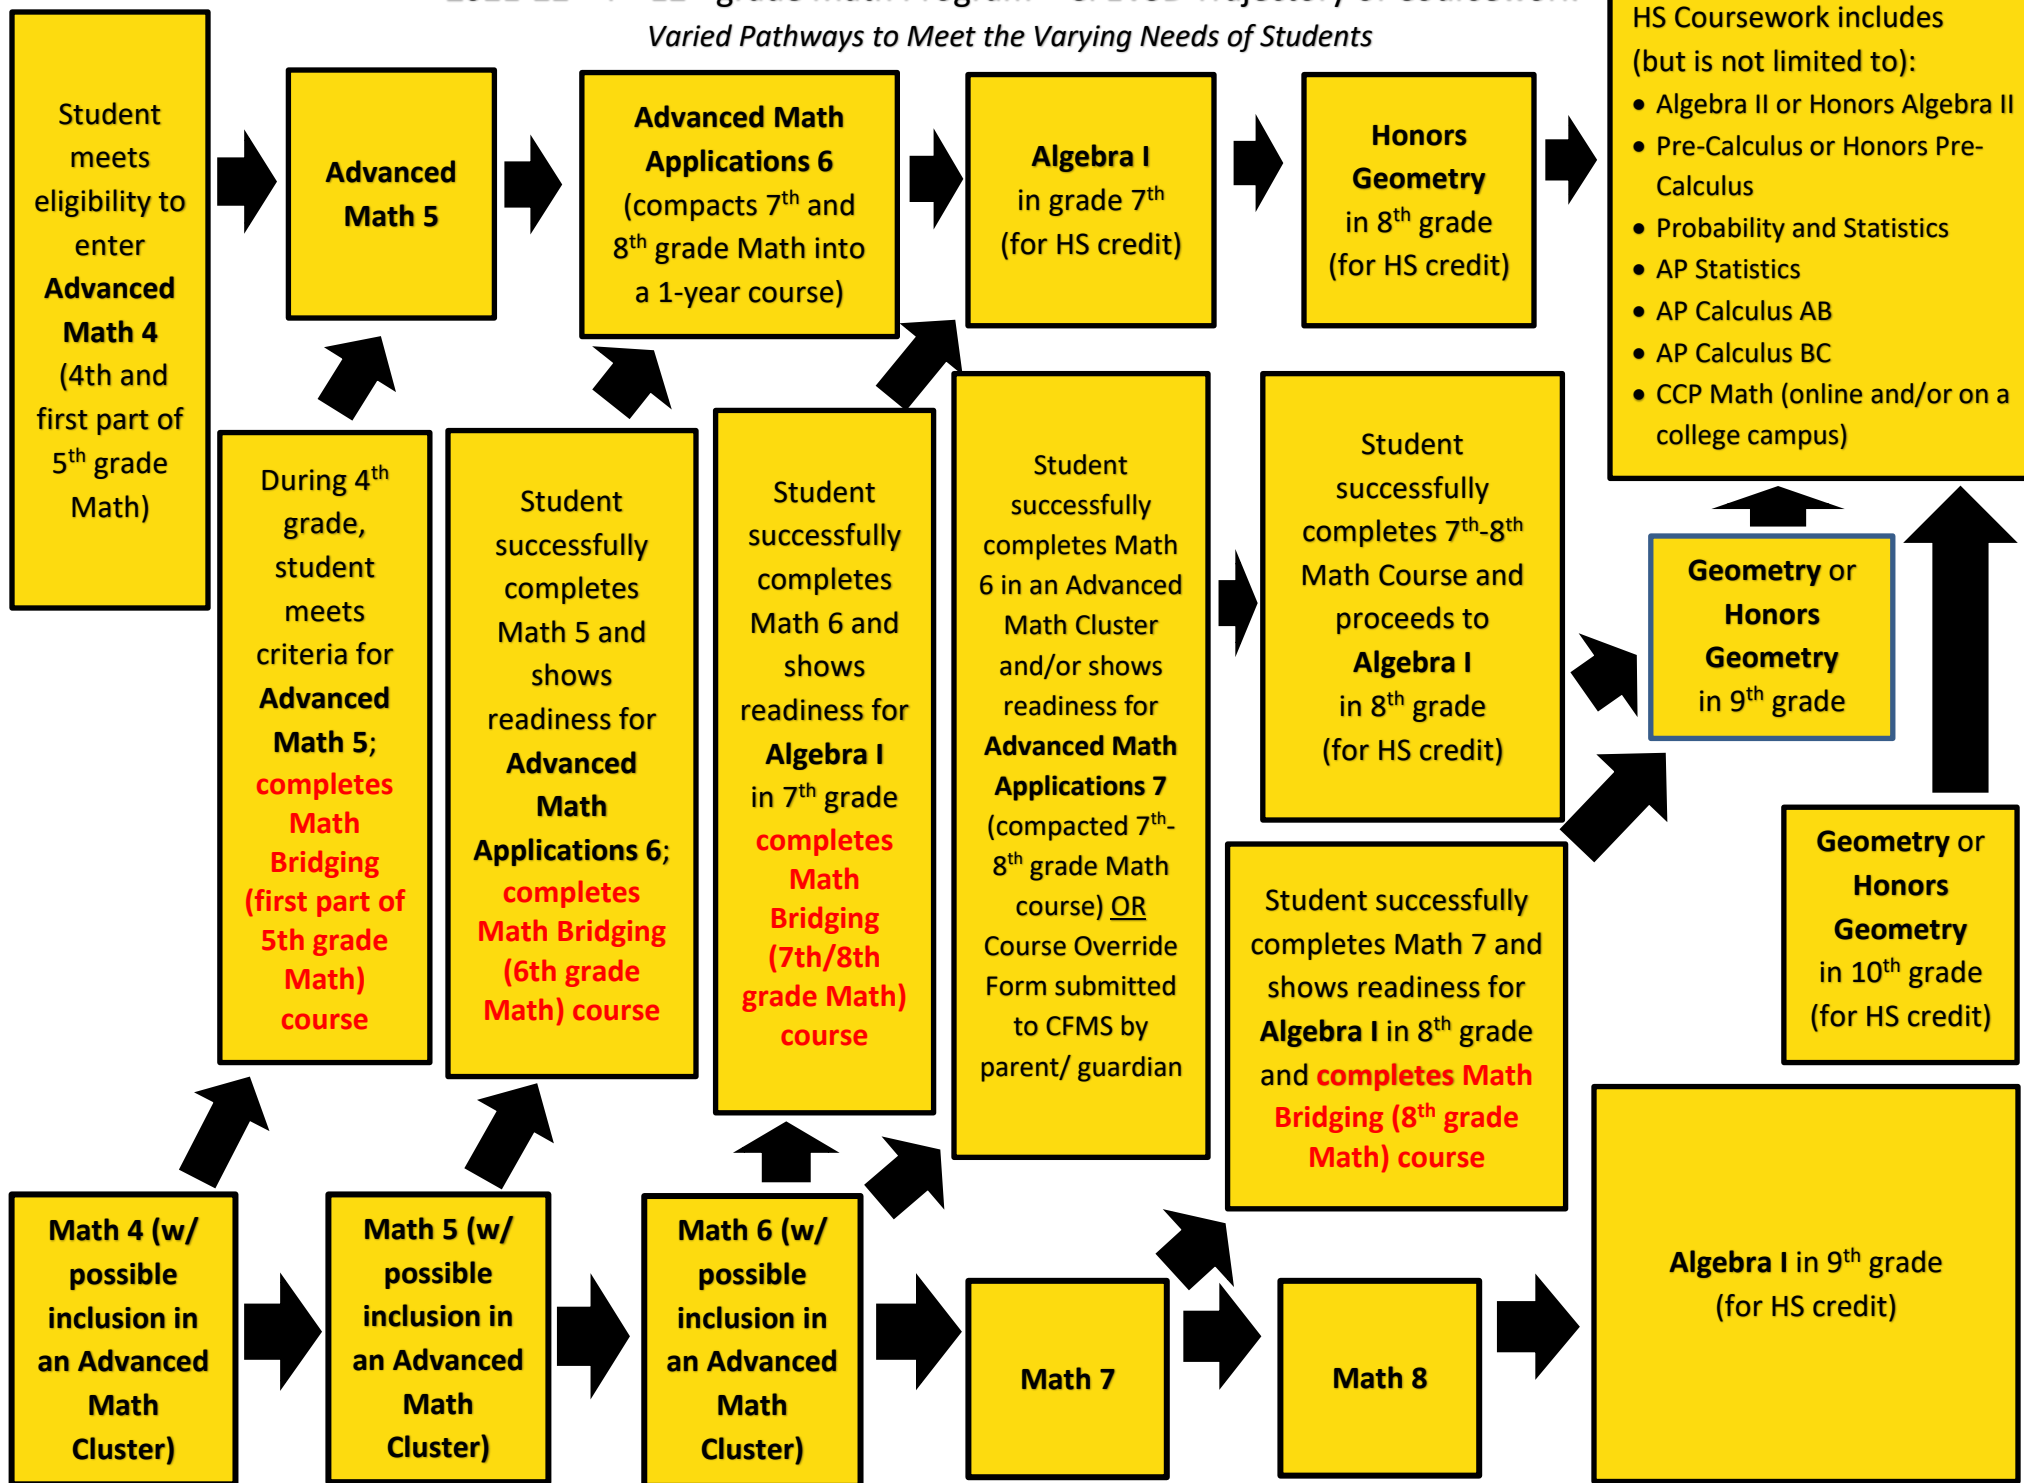 Varied Pathways to Meet the Varying Needs of Students
Student
meets
eligibility to
enter
Advanced
Math 4
(4th and
first part of
5th grade
Math)
Advanced
Math 5
Advanced Math
Applications 6
(compacts 7th and
8th grade Math into
a 1-year course)
Algebra I
in grade 7th
(for HS credit)
Honors
Geometry
in 8th grade
(for HS credit)
HS Coursework includes
(but is not limited to):
• Algebra II or Honors Algebra II
• Pre-Calculus or Honors Pre-
Calculus
• Probability and Statistics
• AP Statistics
• AP Calculus AB
• AP Calculus BC
• CCP Math (online and/or on a
college campus)
During 4th
grade,
student
meets
criteria for
Advanced
Math 5;
completes
Math
Bridging
(first part of
5th grade
Math)
course
Student
successfully
completes
Math 5 and
shows
readiness for
Advanced
Math
Applications 6;
completes
Math Bridging
(6th grade
Math) course
Student
successfully
completes
Math 6 and
shows
readiness for
Algebra I
in 7th grade
completes
Math
Bridging
(7th/8th
grade Math)
course
Student
successfully
completes Math
6 in an Advanced
Math Cluster
and/or shows
readiness for
Advanced Math
Applications 7
(compacted 7th-
8th grade Math
course) OR
Course Override
Form submitted
to CFMS by
parent/ guardian
Student
successfully
completes 7th-8th
Math Course and
proceeds to
Algebra I
in 8th grade
(for HS credit)
Student successfully
completes Math 7 and
shows readiness for
Algebra I in 8th grade
and completes Math
Bridging (8th grade
Math) course
Geometry or
Honors
Geometry
in 9th grade
Geometry or
Honors
Geometry
in 10th grade
(for HS credit)
Math 4 (w/
possible
inclusion in
an Advanced
Math
Cluster)
Math 5 (w/
possible
inclusion in
an Advanced
Math
Cluster)
Math 6 (w/
possible
inclusion in
an Advanced
Math
Cluster)
Math 7
Math 8
Algebra I in 9th grade
(for HS credit)